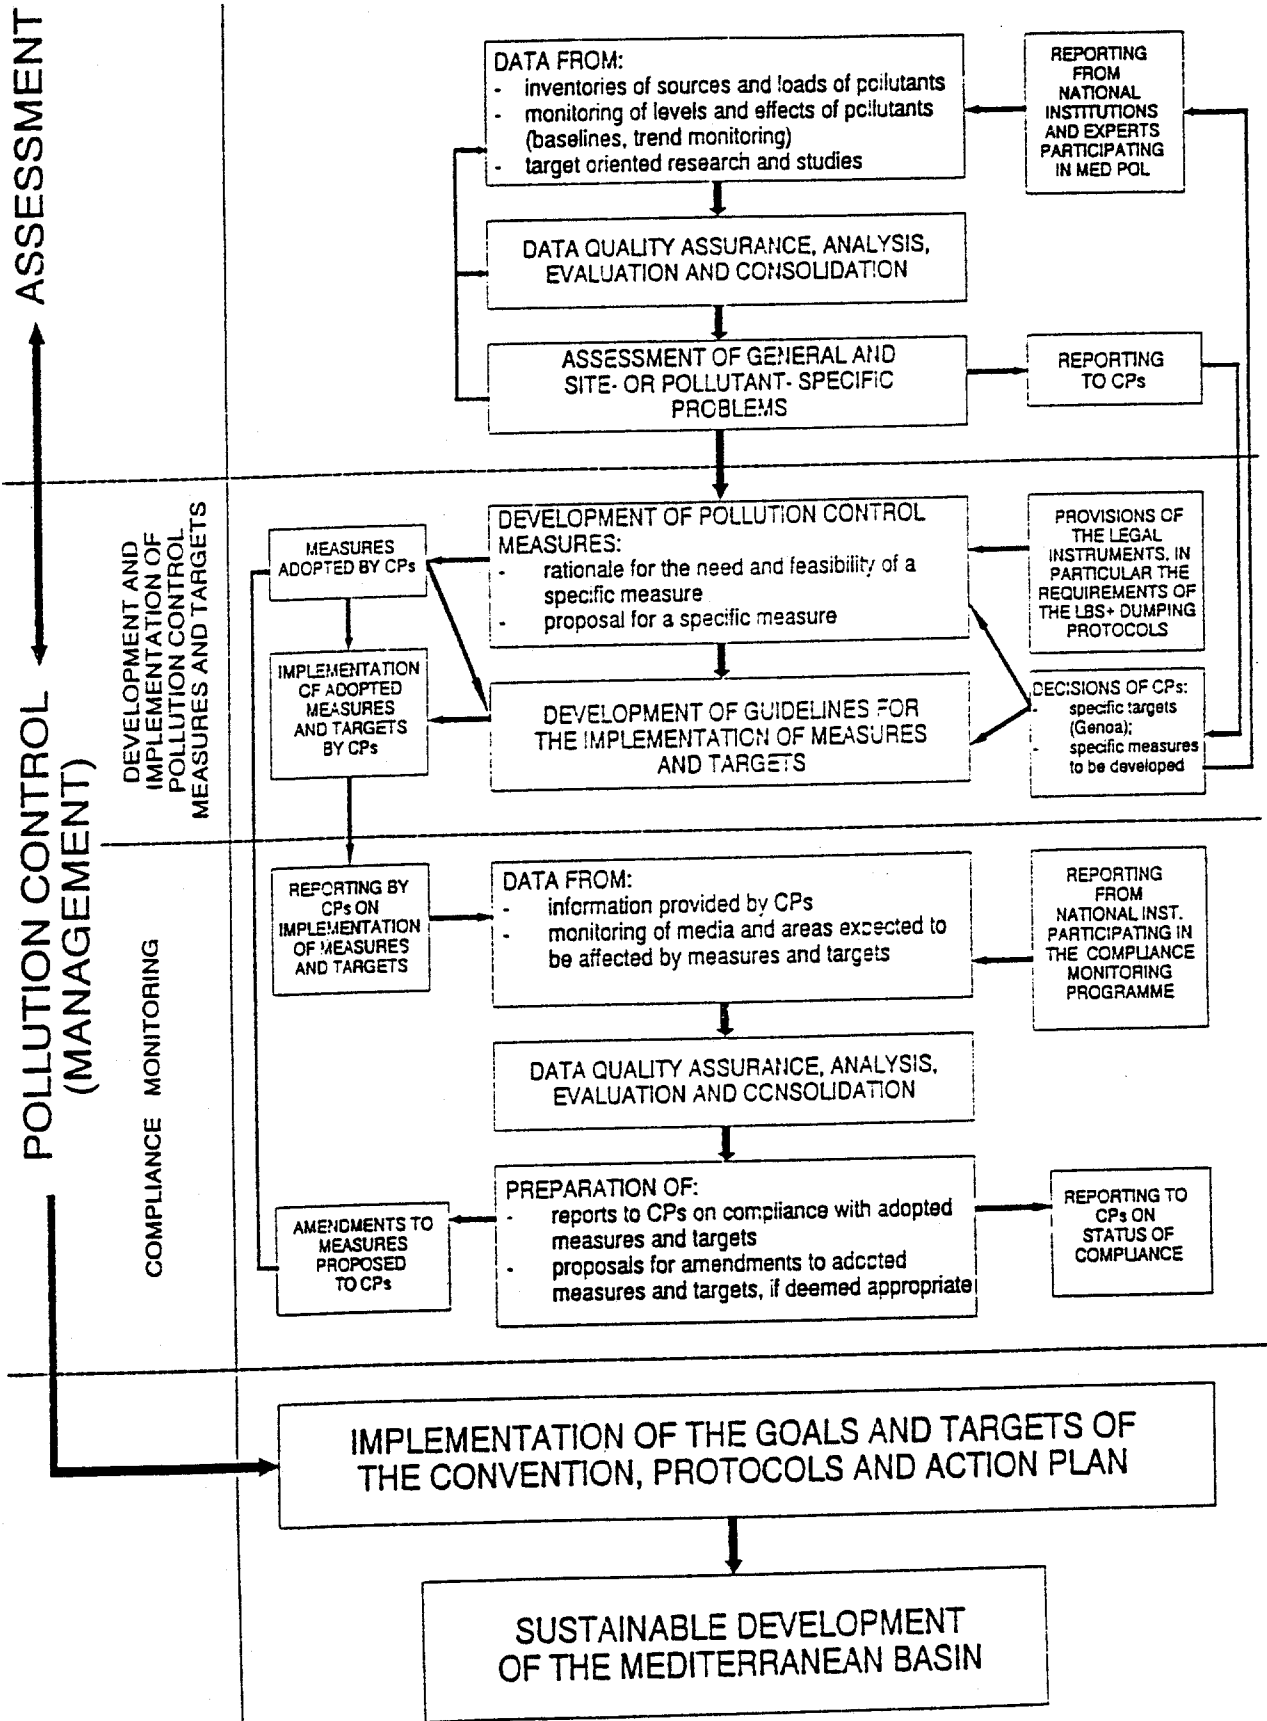 ASSESSMENT
POLLUTION CONTROL
(MANAGEMENT)
DATA FROM:
- inventories of sources and loads of pollutants
- monitoring of levels and effects of pollutants
(baselines, trend monitoring)
- target oriented research and studies
REPORTING
FROM
NATIONAL
INSTITUTIONS
AND EXPERTS
PARTICIPATING
IN MED POL
DATA QUALITY ASSURANCE, ANALYSIS,
EVALUATION AND CONSOLIDATION
ASSESSMENT OF GENERAL AND
SITE- OR POLLUTANT- SPECIFIC
PROBLEMS
REPORTING
TO CPs
DEVELOPMENT AND
IMPLEMENTATION OF
POLLUTION CONTROL
MEASURES AND TARGETS
MEASURES
ADOPTED BY CPs
DEVELOPMENT OF POLLUTION CONTROL
MEASURES:
- rationale for the need and feasibility of a
specific measure
- proposal for a specific measure
PROVISIONS OF
THE LEGAL
INSTRUMENTS. IN
PARTICULAR THE
REQUIREMENTS OF
THE LBS+ DUMPING
PROTOCOLS
IMPLEMENTATION
OF ADOPTED
MEASURES
AND TARGETS
BY CPs
DEVELOPMENT OF GUIDELINES FOR
THE IMPLEMENTATION OF MEASURES
AND TARGETS
DECISIONS OF CPs:
- specific targets
(Genoa);
- specific measures
to be developed
COMPLIANCE MONITORING
REPORTING BY
CPs ON
IMPLEMENTATION
OF MEASURES
AND TARGETS
DATA FROM:
- information provided by CPs
- monitoring of media and areas expected to
be affected by measures and targets
REPORTING
FROM
NATIONAL INST.
PARTICIPATING IN
THE COMPLIANCE
MONITORING
PROGRAMME
DATA QUALITY ASSURANCE, ANALYSIS,
EVALUATION AND CONSOLIDATION
AMENDMENTS TO
MEASURES
PROPOSED
TO CPs
PREPARATION OF:
- reports to CPs on compliance with adopted
measures and targets
- proposals for amendments to adopted
measures and targets, if deemed appropriate
REPORTING TO
CPs ON
STATUS OF
COMPLIANCE
IMPLEMENTATION OF THE GOALS AND TARGETS OF
THE CONVENTION, PROTOCOLS AND ACTION PLAN
SUSTAINABLE DEVELOPMENT
OF THE MEDITERRANEAN BASIN